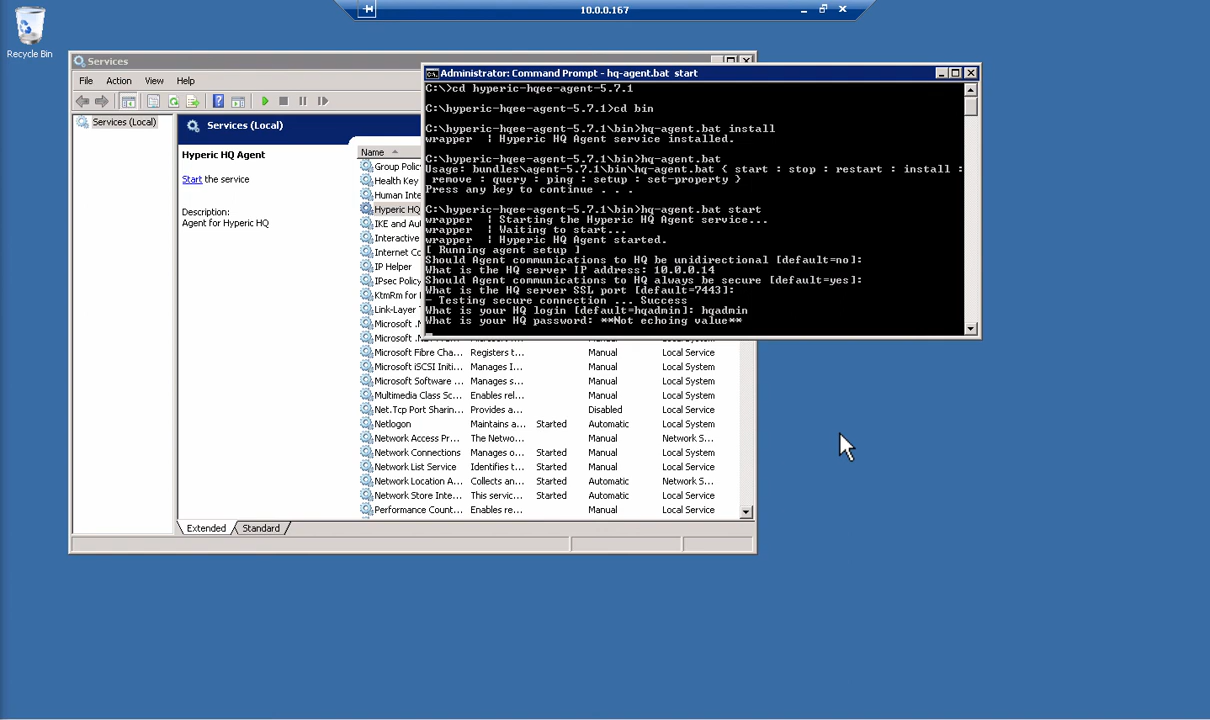 10.0.0.167
Recycle Bin
Services
File Action View Help
Services (Local)
Services (Local)
Hyperic HQ Agent
Start the service
Description:
Agent for Hyperic HQ
Name
Group Polic
Health Key
Human Inte
Hyperic HQ
IKE and Au
Interactive
Internet Co
IP Helper
IPsec Policy
KtmRm for
Link-Layer
Microsoft .
Microsoft .
Microsoft Fibre Cha... Registers t... Manual Local Service
Microsoft iSCSI Initi... Manages I... Manual Local System
Microsoft Software ... Manages s... Manual Local System
Multimedia Class Sc... Enables rel... Manual Local System
Net.Tcp Port Sharin... Provides a... Disabled Local Service
Netlogon Maintains a... Started Automatic Local System
Network Access Pr... The Netwo... Manual Network S...
Network Connections Manages o... Started Manual Local System
Network List Service Identifies t... Started Manual Local Service
Network Location A... Collects an... Started Automatic Network S...
Network Store Inte... This servic... Started Automatic Local Service
Performance Count... Enables re... Manual Local Service
Extended Standard
Administrator: Command Prompt - hq-agent.bat start
C:\>cd hyperic-hqee-agent-5.7.1
C:\hyperic-hqee-agent-5.7.1>cd bin
C:\hyperic-hqee-agent-5.7.1\bin>hq-agent.bat install
wrapper | Hyperic HQ Agent service installed.
C:\hyperic-hqee-agent-5.7.1\bin>hq-agent.bat
Usage: bundles\agent-5.7.1\bin\hq-agent.bat { start : stop : restart : install :
remove : query : ping : setup : set-property }
Press any key to continue . . .
C:\hyperic-hqee-agent-5.7.1\bin>hq-agent.bat start
wrapper | Starting the Hyperic HQ Agent service...
wrapper | Waiting to start...
wrapper | Hyperic HQ Agent started.
[ Running agent setup ]
Should Agent communications to HQ be unidirectional [default=no]:
What is the HQ server IP address: 10.0.0.14
Should Agent communications to HQ always be secure [default=yes]:
What is the HQ server SSL port [default=7443]:
- Testing secure connection ... Success
What is your HQ login [default=hqadmin]: hqadmin
What is your HQ password: **Not echoing value**